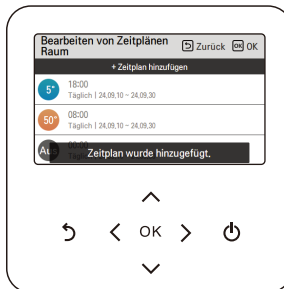 Bearbeiten von Zeitplänen
Raum
Zurück OK OK
+ Zeitplan hinzufügen
5° 18:00
Täglich | 24,09,10 ~ 24,09,30
50° 08:00
Täglich | 24,09,10 ~ 24,09,30
Zeitplan wurde hinzugefügt.
OK